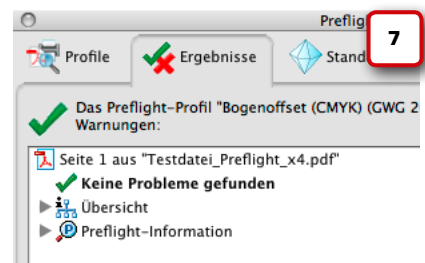 Preflig
7
Profile
Ergebnisse
Stand
Das Preflight-Profil "Bogenoffset (CMYK) (GWG 2
Warnungen:
Seite 1 aus "Testdatei_Preflight_x4.pdf"
Keine Probleme gefunden
Übersicht
Preflight-Information